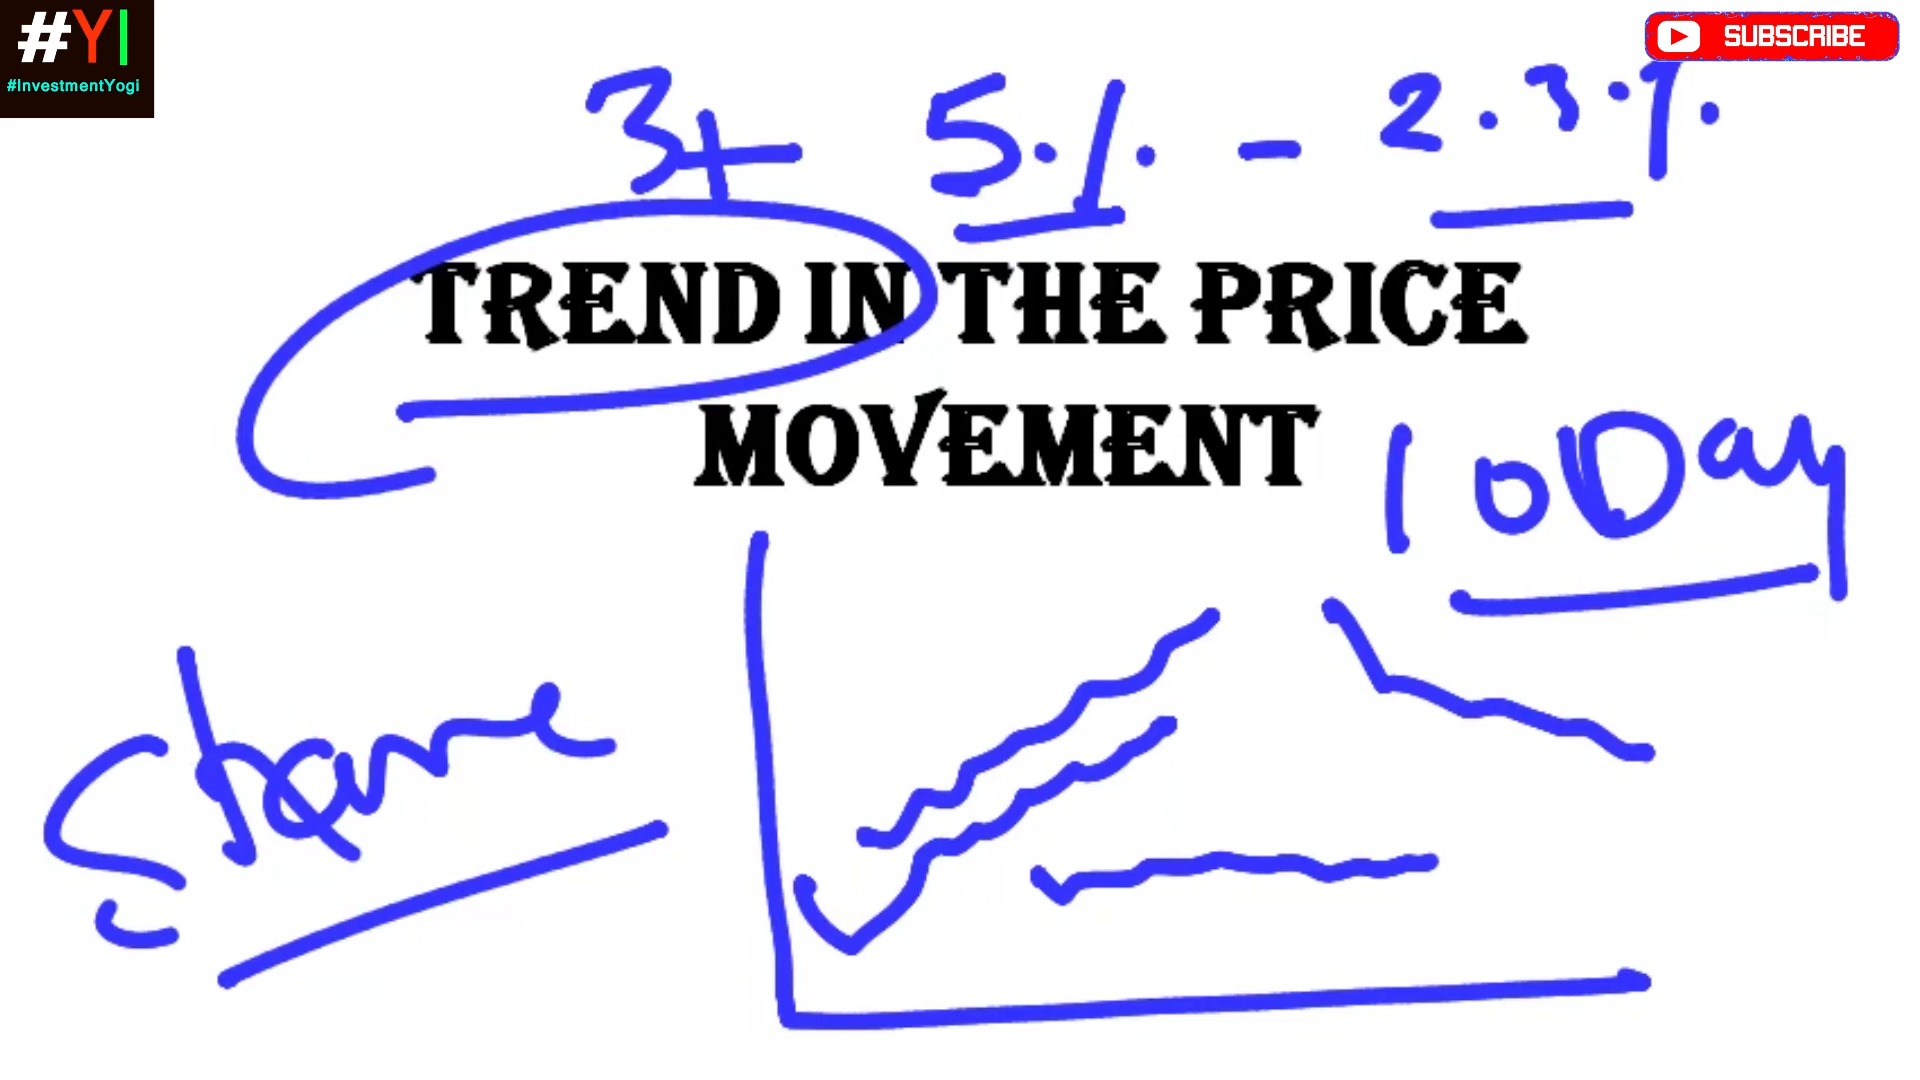 #YI
#InvestmentYogi
SUBSCRIBE
3+ 5% - 2.3%
TREND IN THE PRICE
MOVEMENT
10Day
Share